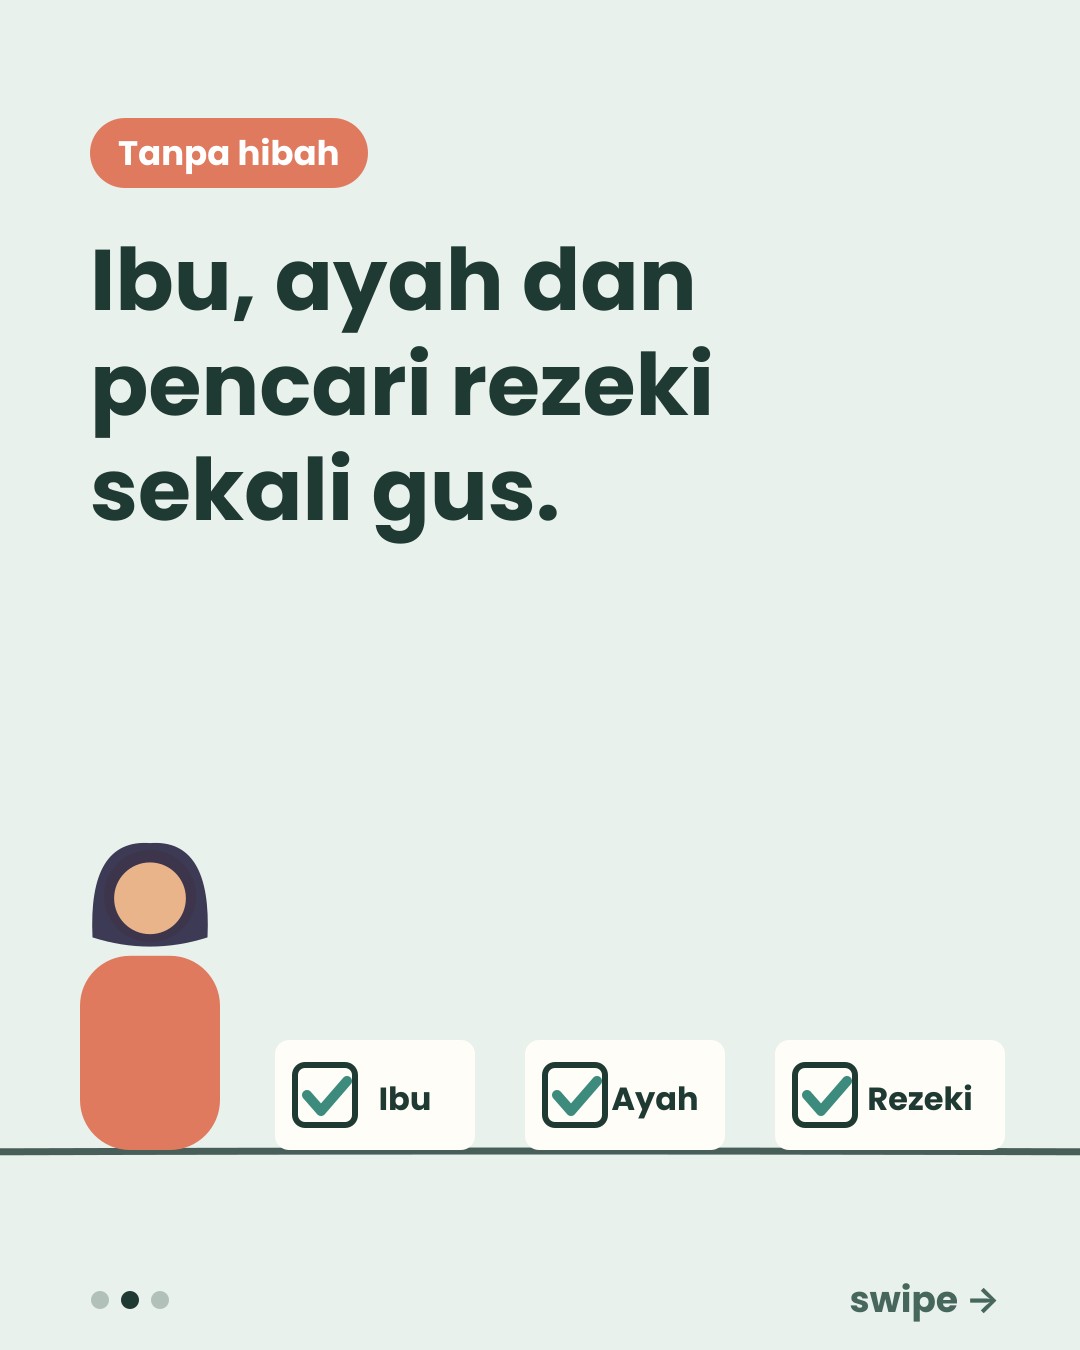 Tanpa hibah
Ibu, ayah dan
pencari rezeki
sekali gus.
Ibu
Ayah
Rezeki
swipe →